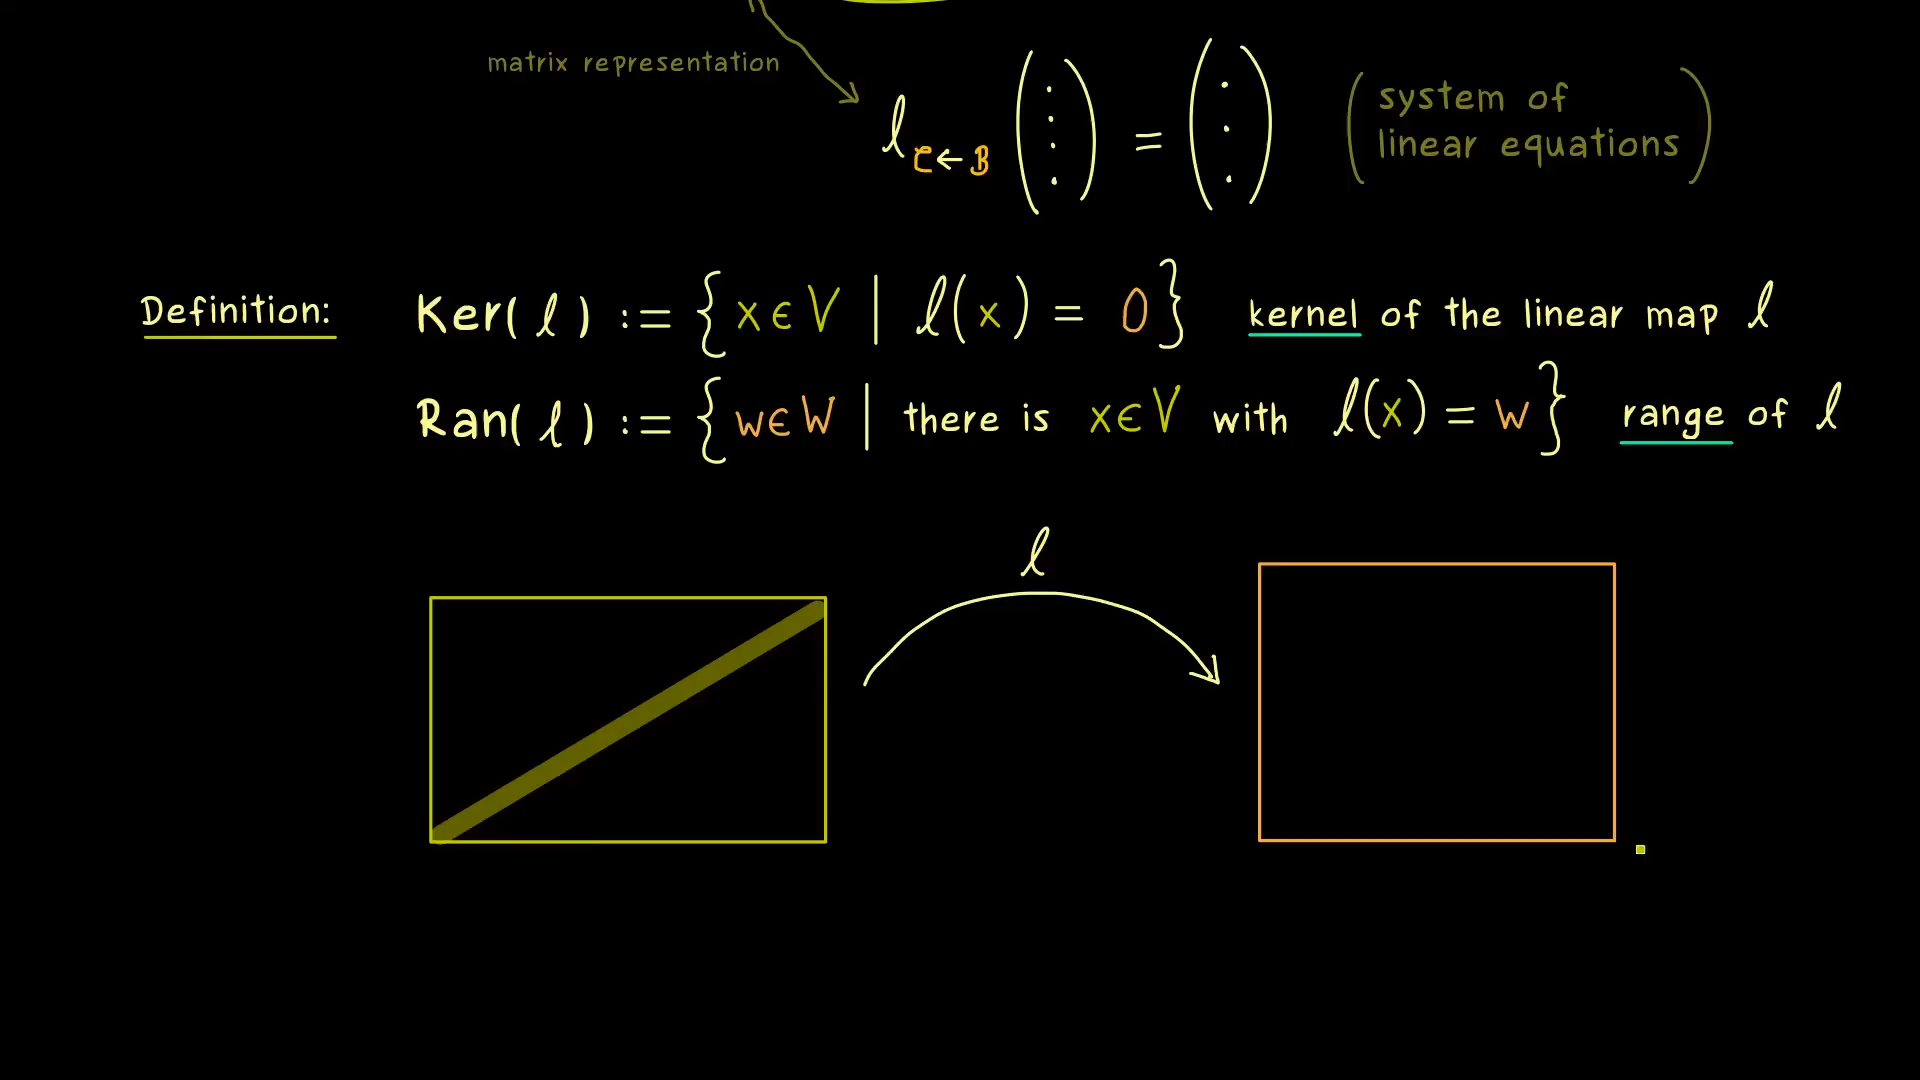 matrix representation
ℓ_{C←B} (⋮) = (⋮) (system of linear equations)
Definition: Ker(ℓ) := {x ∈ V | ℓ(x) = 0} kernel of the linear map ℓ
Ran(ℓ) := {w ∈ W | there is x ∈ V with ℓ(x) = w} range of ℓ
ℓ